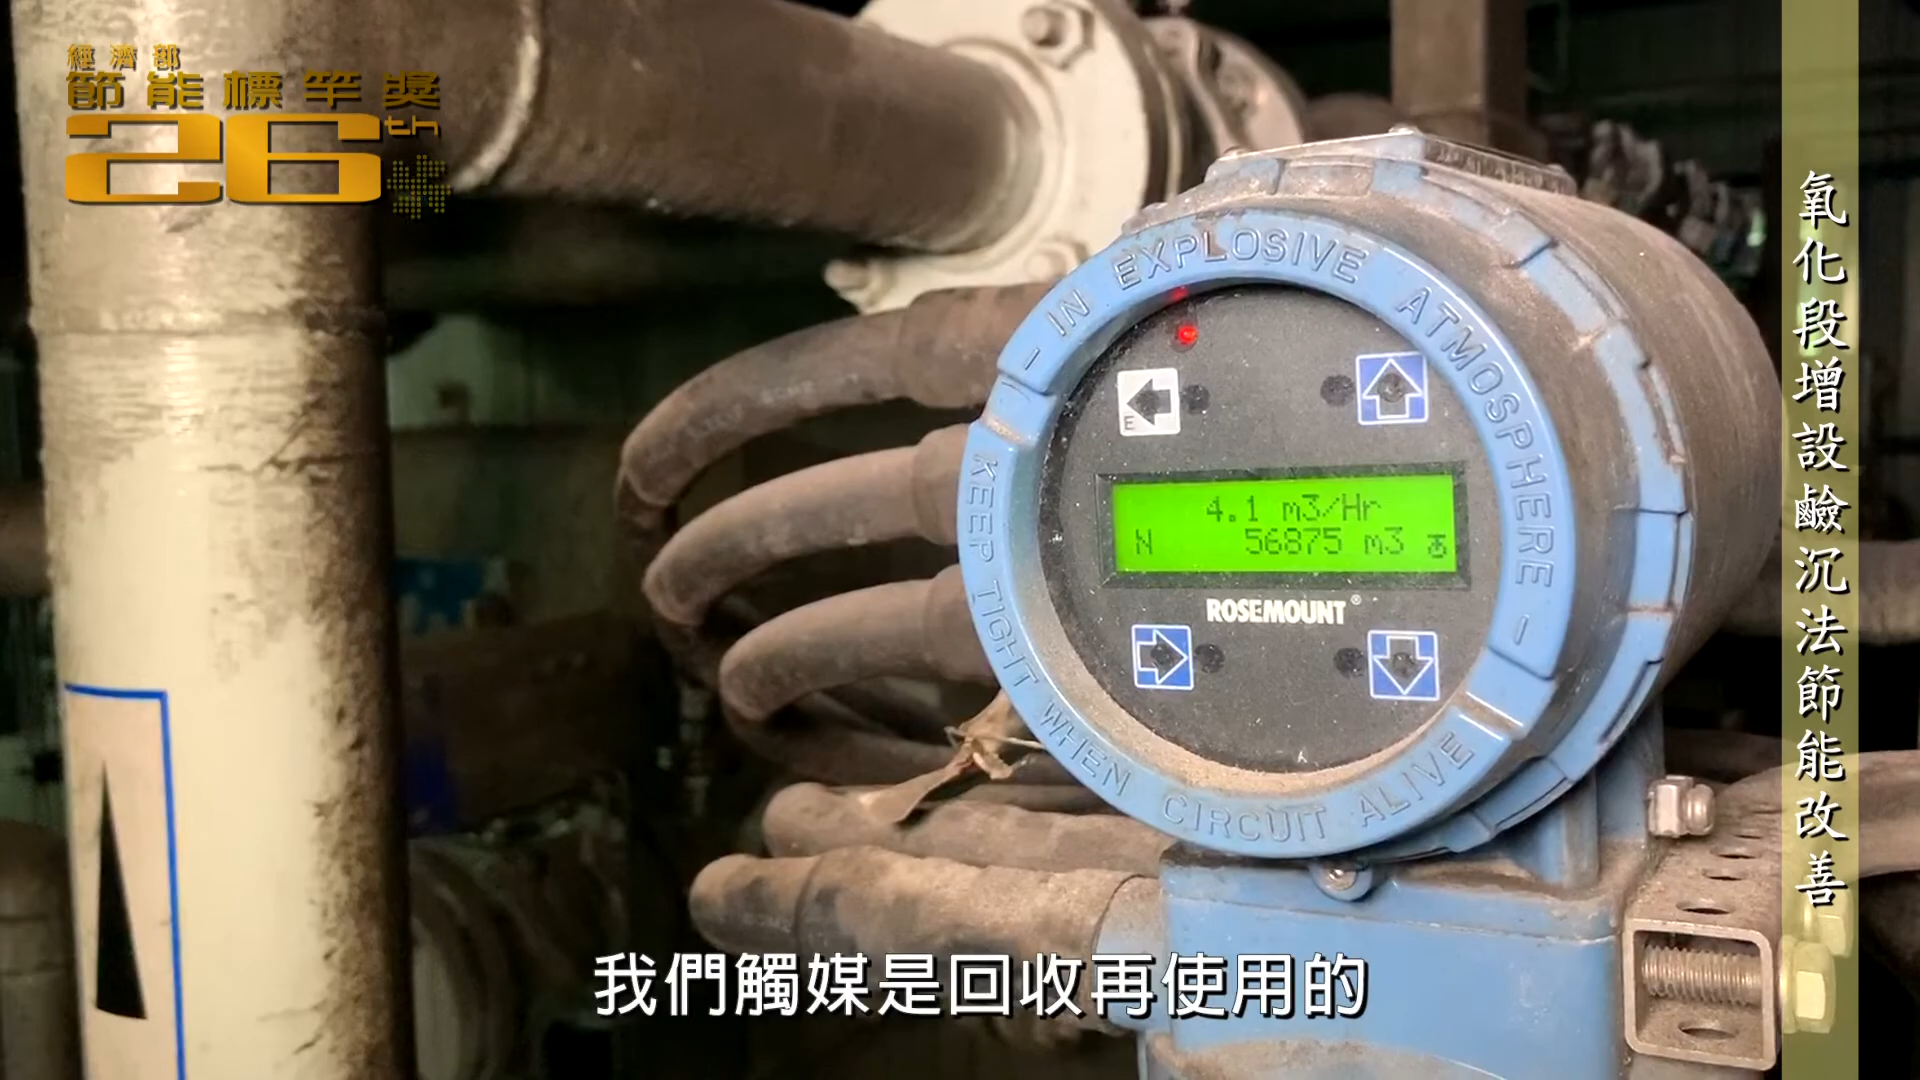 經濟部
節能標竿獎
26th
- IN EXPLOSIVE ATMOSPHERE -
KEEP TIGHT WHEN CIRCUIT ALIVE
E
4.1 m3/Hr
N 56875 m3
ROSEMOUNT®
氧化段增設鹼沉法節能改善
我們觸媒是回收再使用的